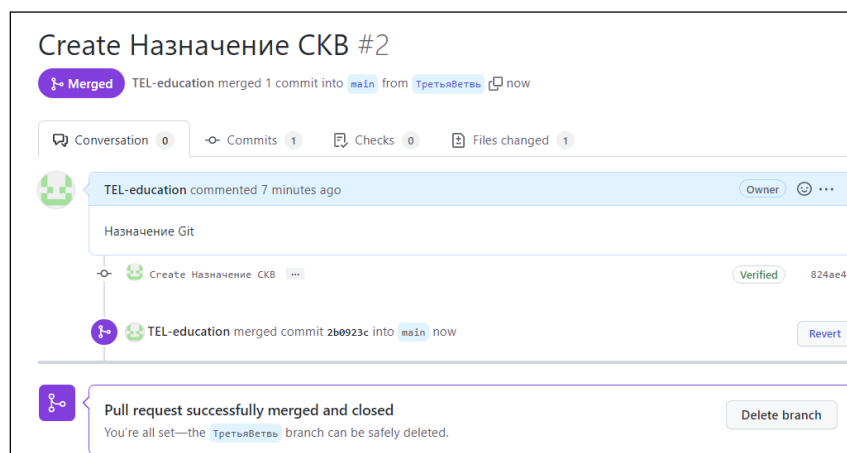 Create Назначение СКВ #2
Merged TEL-education merged 1 commit into main from ТретьяВетвь now
Conversation 0 Commits 1 Checks 0 Files changed 1
TEL-education commented 7 minutes ago Owner
Назначение Git
Create Назначение СКВ ... Verified 824ae4
TEL-education merged commit 2b0923c into main now Revert
Pull request successfully merged and closed Delete branch
You're all set—the ТретьяВетвь branch can be safely deleted.